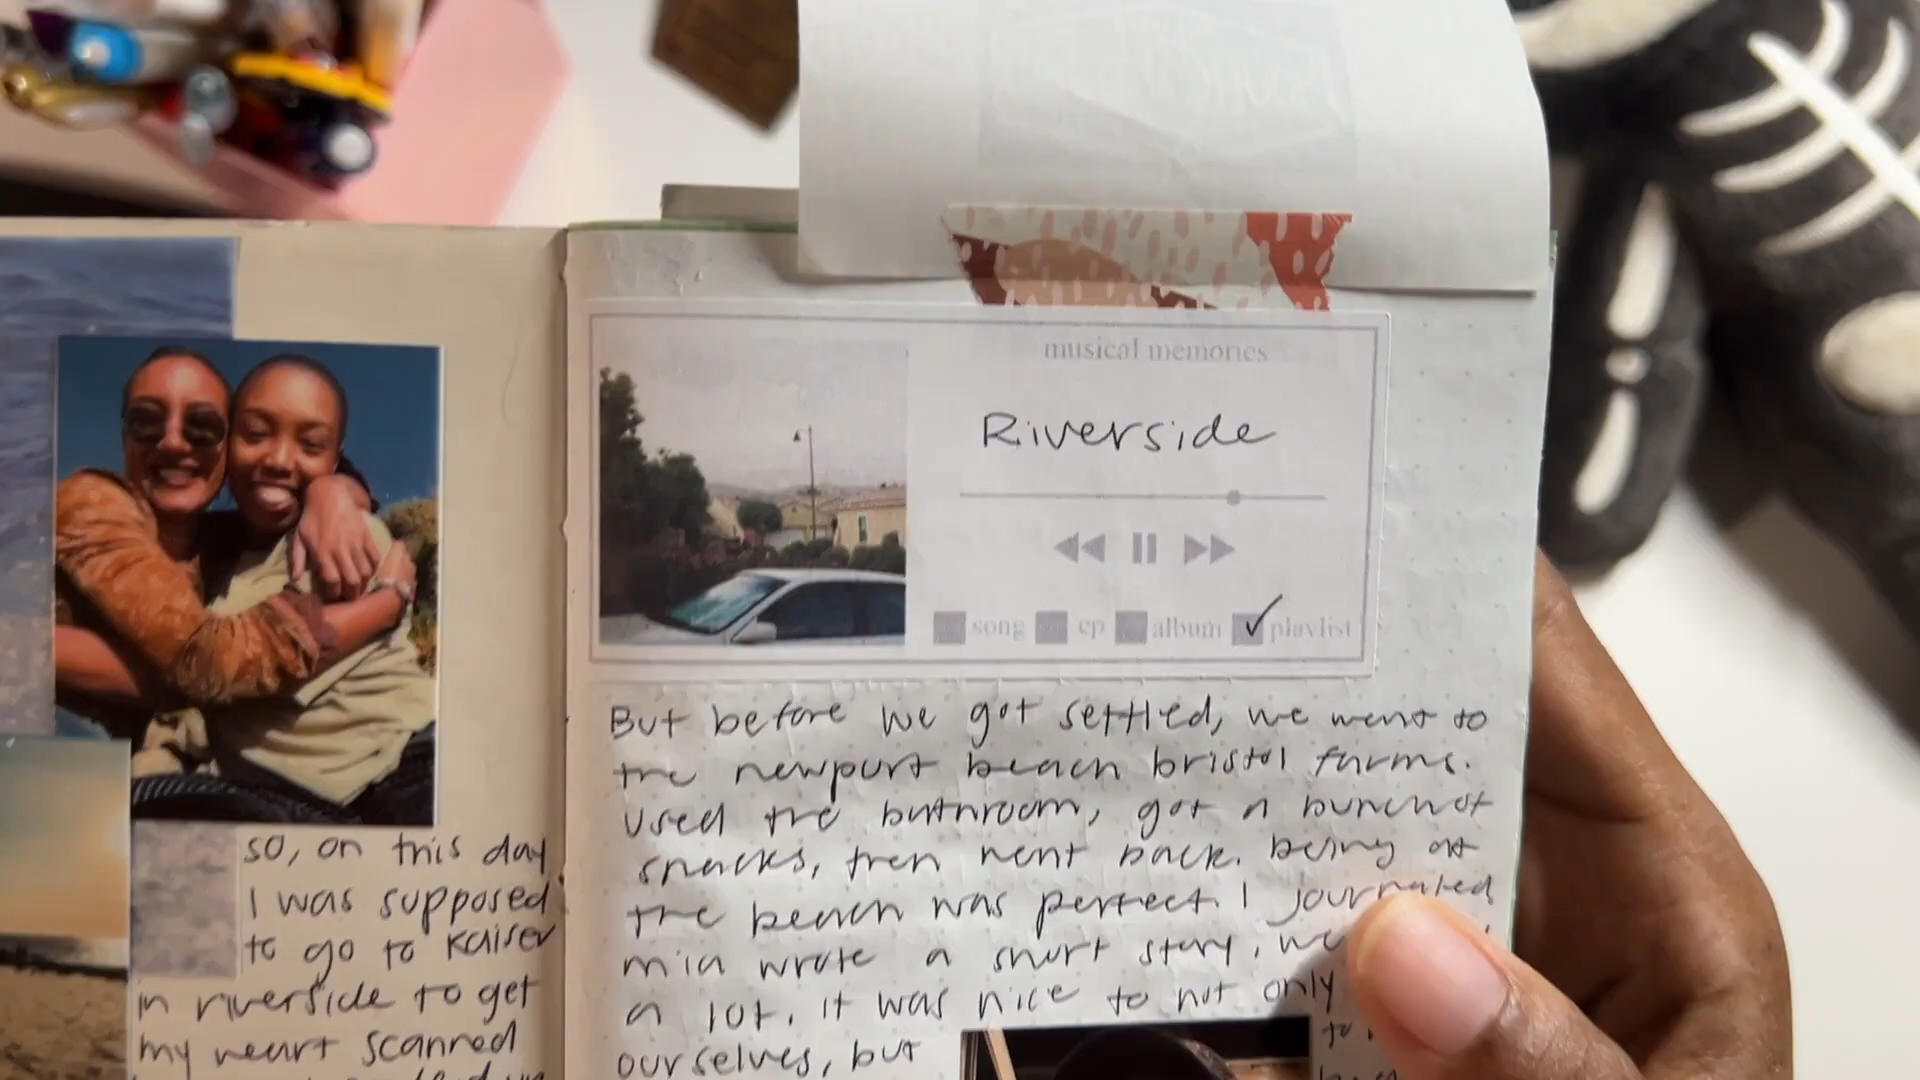 so, on this day
I was supposed
to go to Kaiser
in riverside to get
my heart scanned
musical memories
Riverside
song ep album playlist
But before we got settled, we went to
the newport beach bristol farms.
Used the bathroom, got a bunch of
snacks, then went back. Being at
the beach was perfect. I journaled
mia wrote a short story, we
a lot. it was nice to not only
ourselves, but